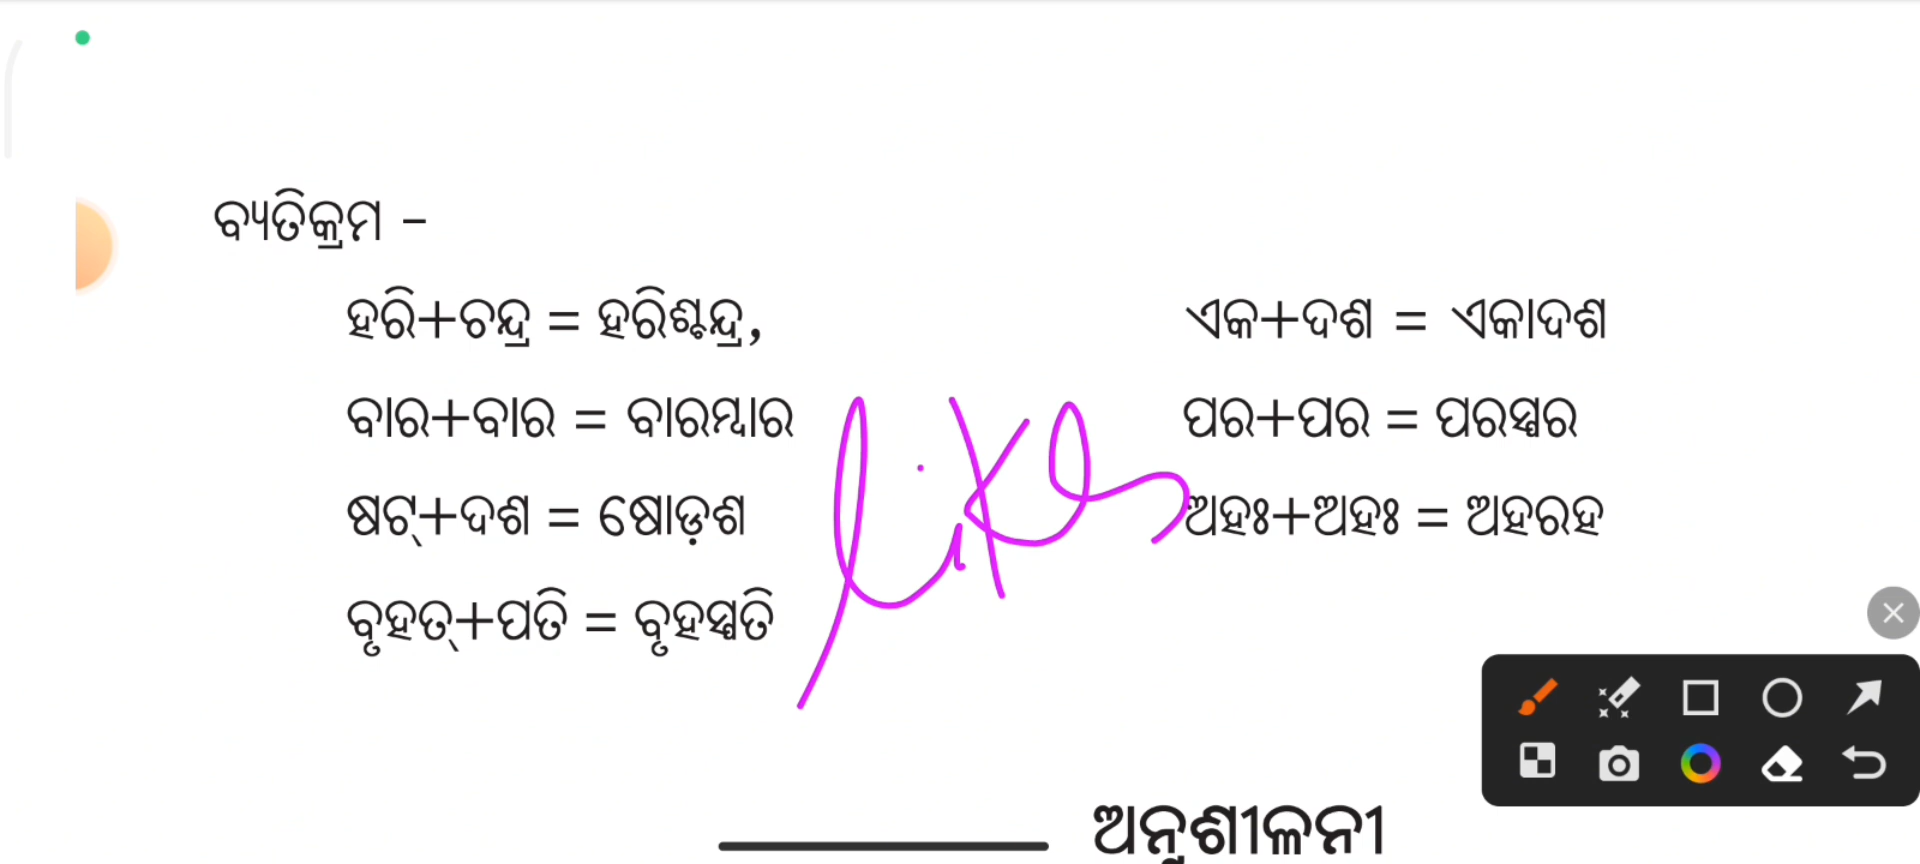 ବ୍ୟତିକ୍ରମ –
ହରି+ଚନ୍ଦ୍ର = ହରିଶ୍ଚନ୍ଦ୍ର, ଏକ+ଦଶ = ଏକାଦଶ
ବାର+ବାର = ବାରମ୍ବାର ପର+ପର = ପରସ୍ପର
ଷଟ୍+ଦଶ = ଷୋଡ଼ଶ ଅହଃ+ଅହଃ = ଅହରହ
ବୃହତ୍+ପତି = ବୃହସ୍ପତି
like
ଅନୁଶୀଳନୀ